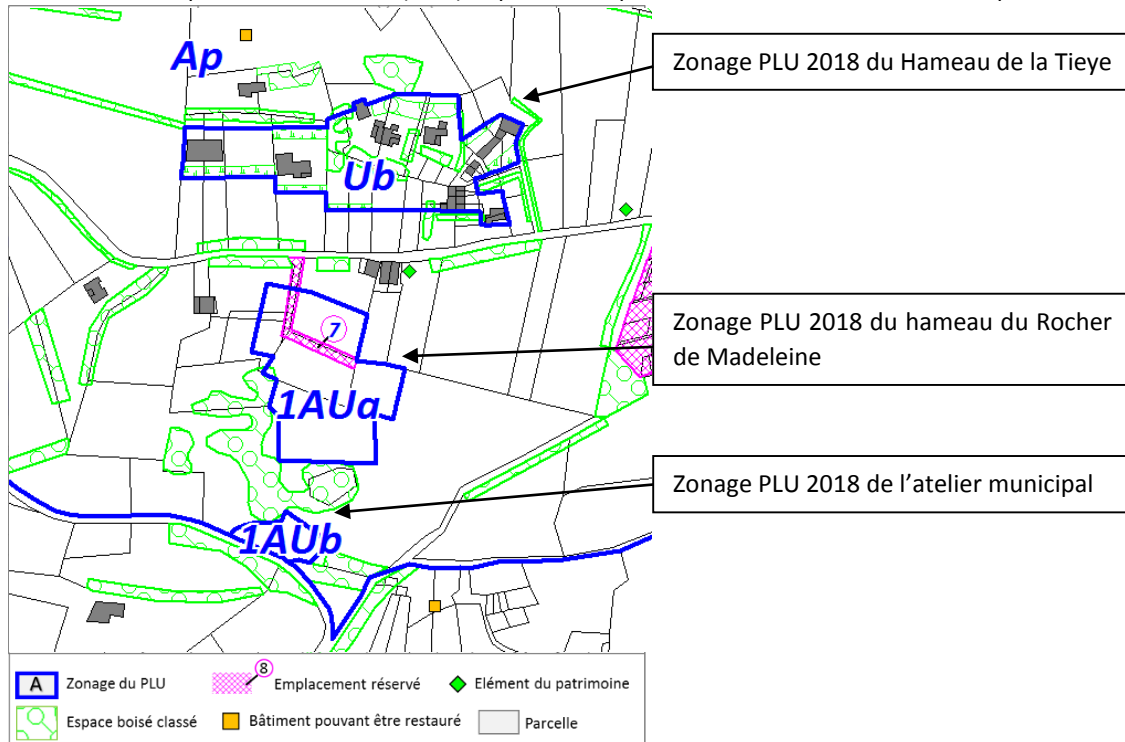 Ap
Zonage PLU 2018 du Hameau de la Tieye
Ub
7
Zonage PLU 2018 du hameau du Rocher
de Madeleine
1AUa
Zonage PLU 2018 de l’atelier municipal
1AUb
A Zonage du PLU
8 Emplacement réservé
Elément du patrimoine
Espace boisé classé
Bâtiment pouvant être restauré
Parcelle